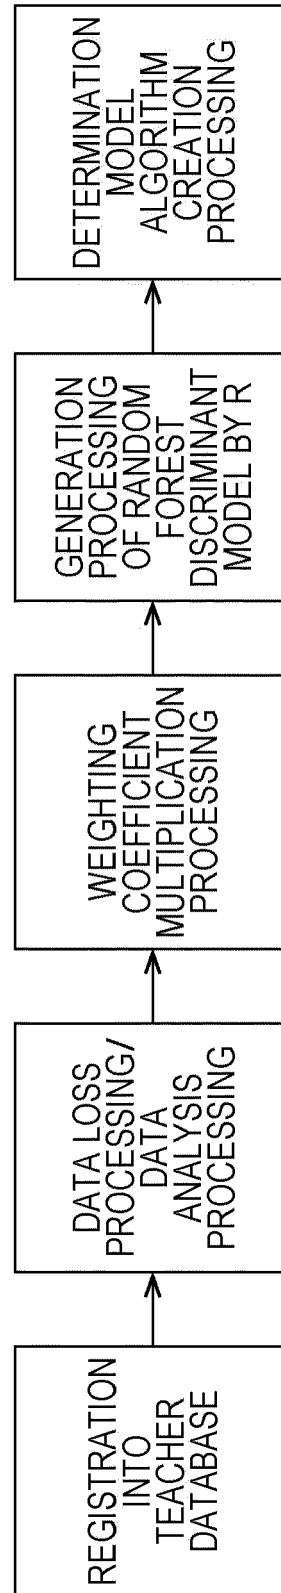 REGISTRATION
INTO
TEACHER
DATABASE
DATA LOSS
PROCESSING/
DATA
ANALYSIS
PROCESSING
WEIGHTING
COEFFICIENT
MULTIPLICATION
PROCESSING
GENERATION
PROCESSING
OF RANDOM
FOREST
DISCRIMINANT
MODEL BY R
DETERMINATION
MODEL
ALGORITHM
CREATION
PROCESSING